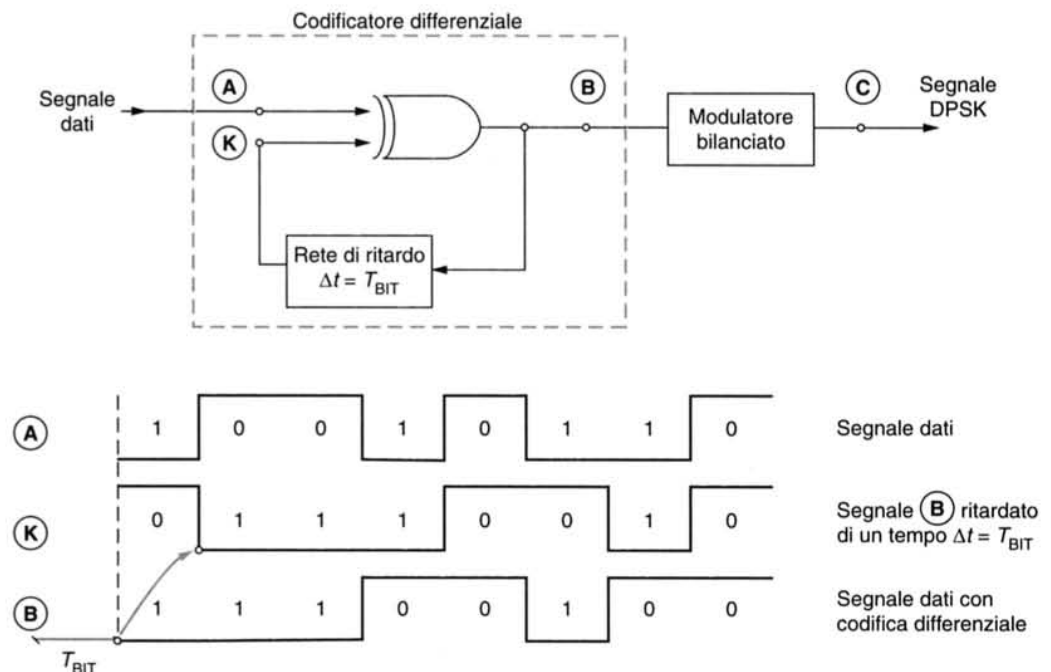 Codificatore differenziale
Segnale
dati
A
K
B
C
Segnale
DPSK
Modulatore
bilanciato
Rete di ritardo
Δt = T_BIT
A
1 0 0 1 0 1 1 0
Segnale dati
K
0 1 1 1 0 0 1 0
Segnale B ritardato
di un tempo Δt = T_BIT
B
1 1 1 0 0 1 0 0
Segnale dati con
codifica differenziale
T_BIT